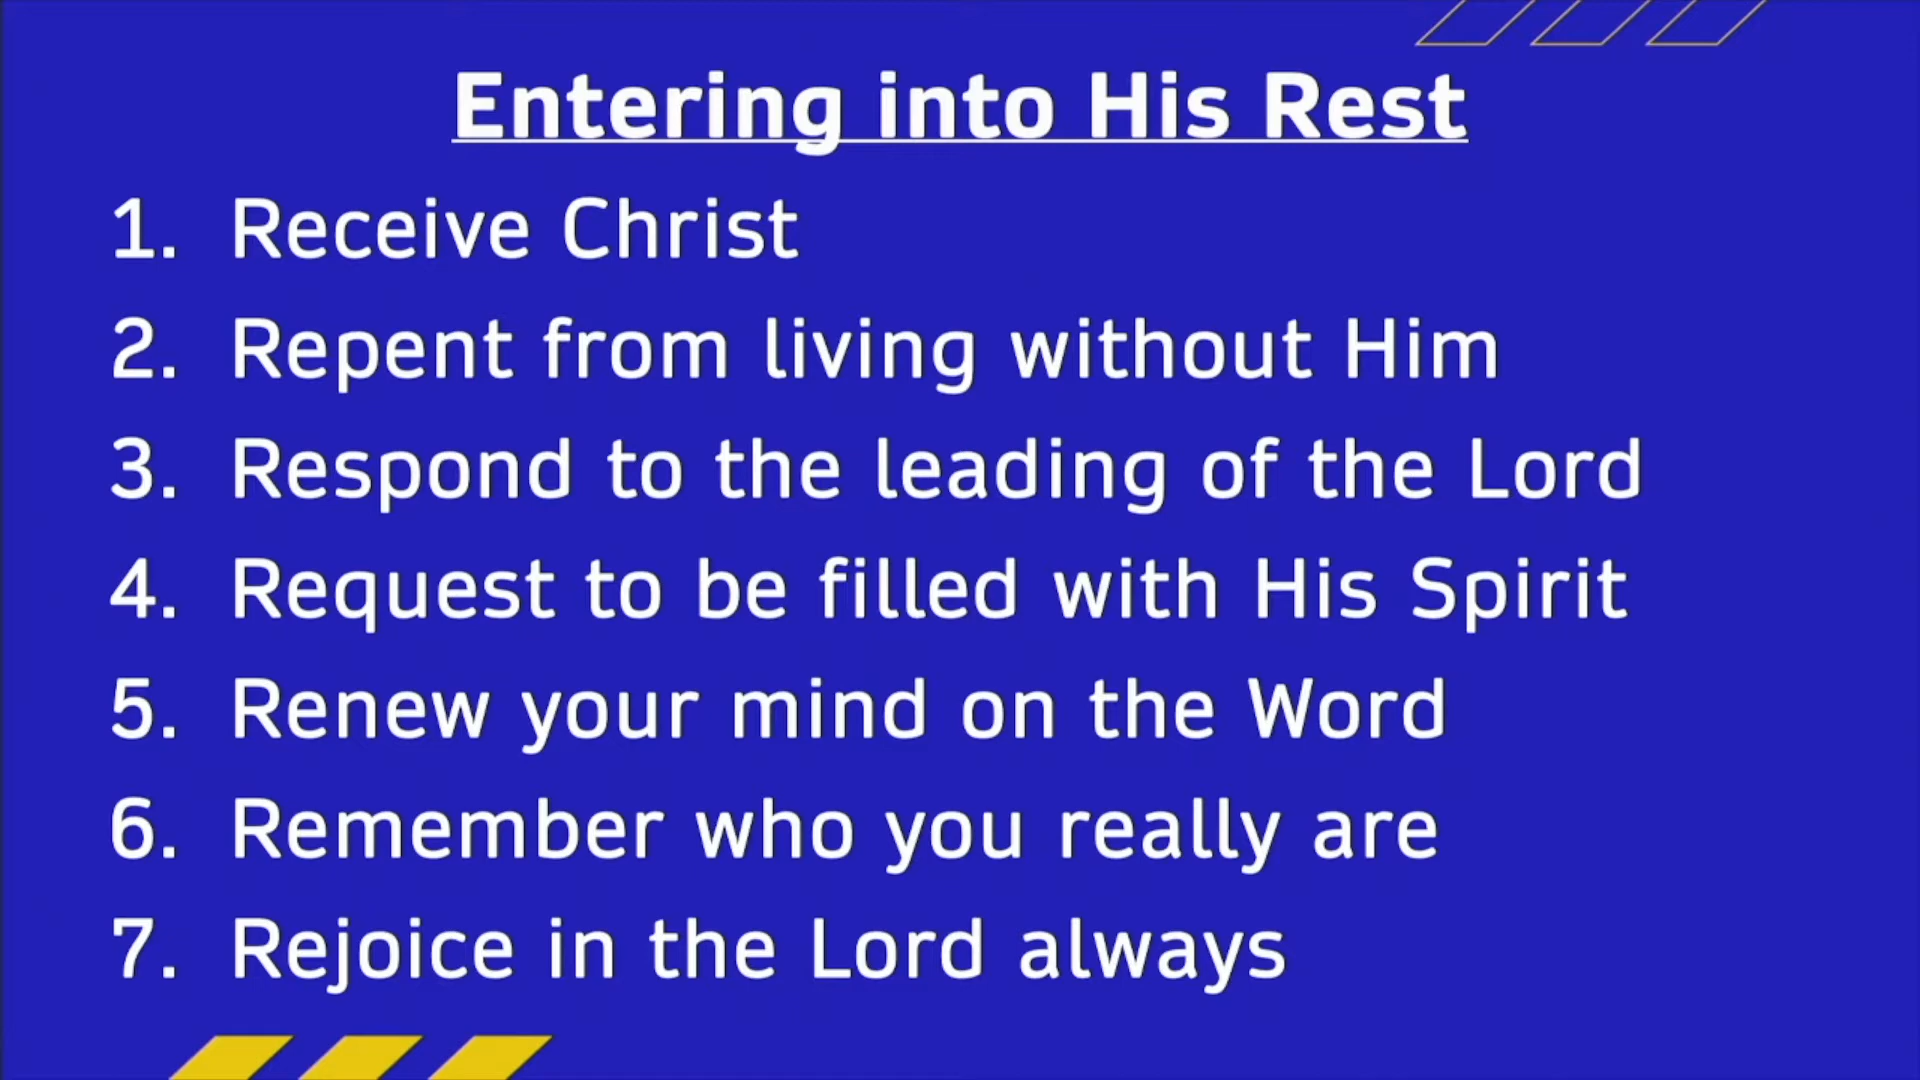 Entering into His Rest
1. Receive Christ
2. Repent from living without Him
3. Respond to the leading of the Lord
4. Request to be filled with His Spirit
5. Renew your mind on the Word
6. Remember who you really are
7. Rejoice in the Lord always